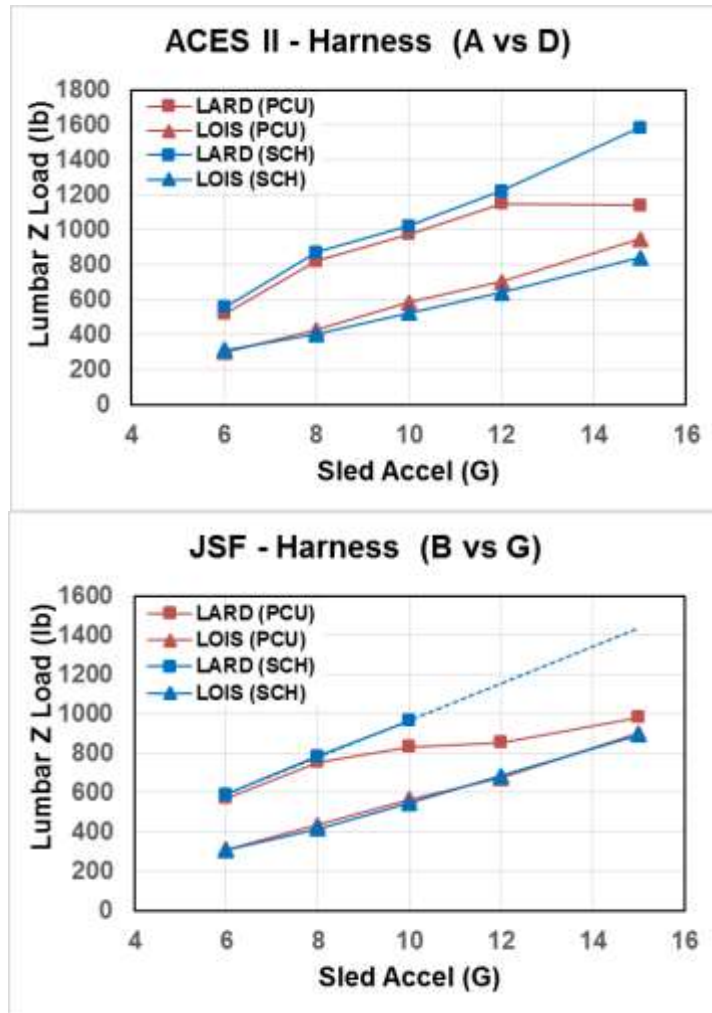 ACES II - Harness (A vs D)
Lumbar Z Load (lb)
1800
1600
1400
1200
1000
800
600
400
200
0
LARD (PCU)
LOIS (PCU)
LARD (SCH)
LOIS (SCH)
4 6 8 10 12 14 16
Sled Accel (G)
JSF - Harness (B vs G)
Lumbar Z Load (lb)
1600
1400
1200
1000
800
600
400
200
0
LARD (PCU)
LOIS (PCU)
LARD (SCH)
LOIS (SCH)
4 6 8 10 12 14 16
Sled Accel (G)